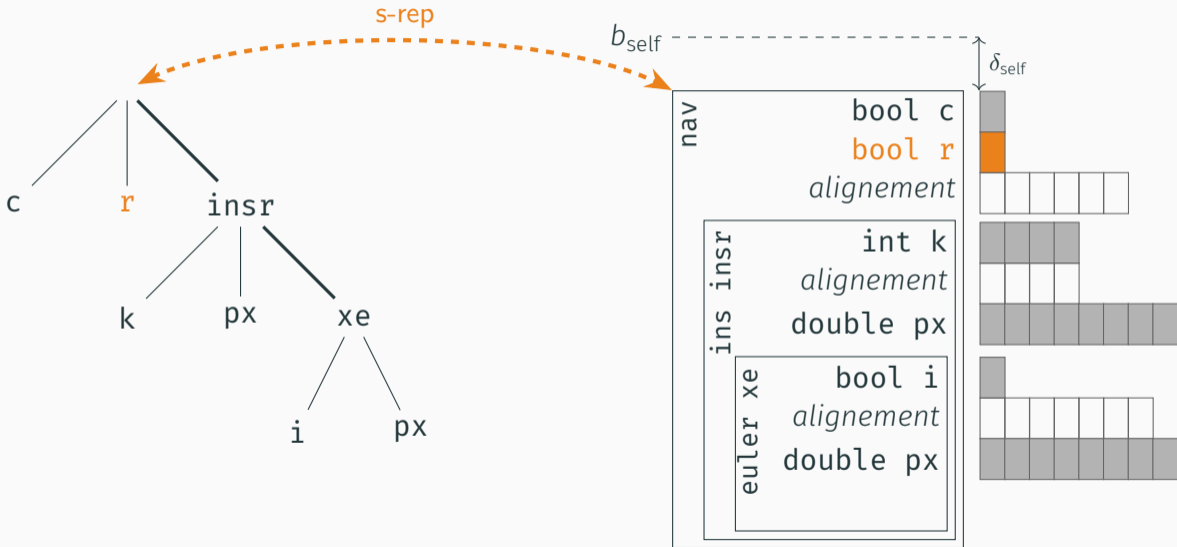 s-rep
c
r
insr
k
px
xe
i
px
b_self
δ_self
nav
bool c
bool r
alignement
ins insr
int k
alignement
double px
euler xe
bool i
alignement
double px